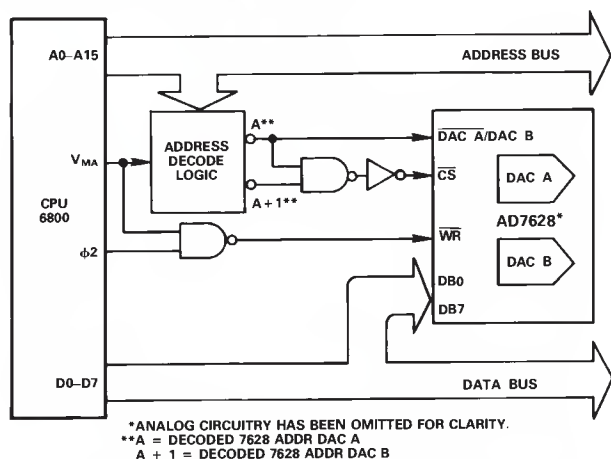 A0–A15
ADDRESS BUS
ADDRESS
DECODE
LOGIC
A**
A + 1**
VMA
CPU
6800
φ2
D0–D7
DAC A/DAC B
CS
WR
DB0
DB7
DAC A
AD7628*
DAC B
DATA BUS
*ANALOG CIRCUITRY HAS BEEN OMITTED FOR CLARITY.
**A = DECODED 7628 ADDR DAC A
A + 1 = DECODED 7628 ADDR DAC B